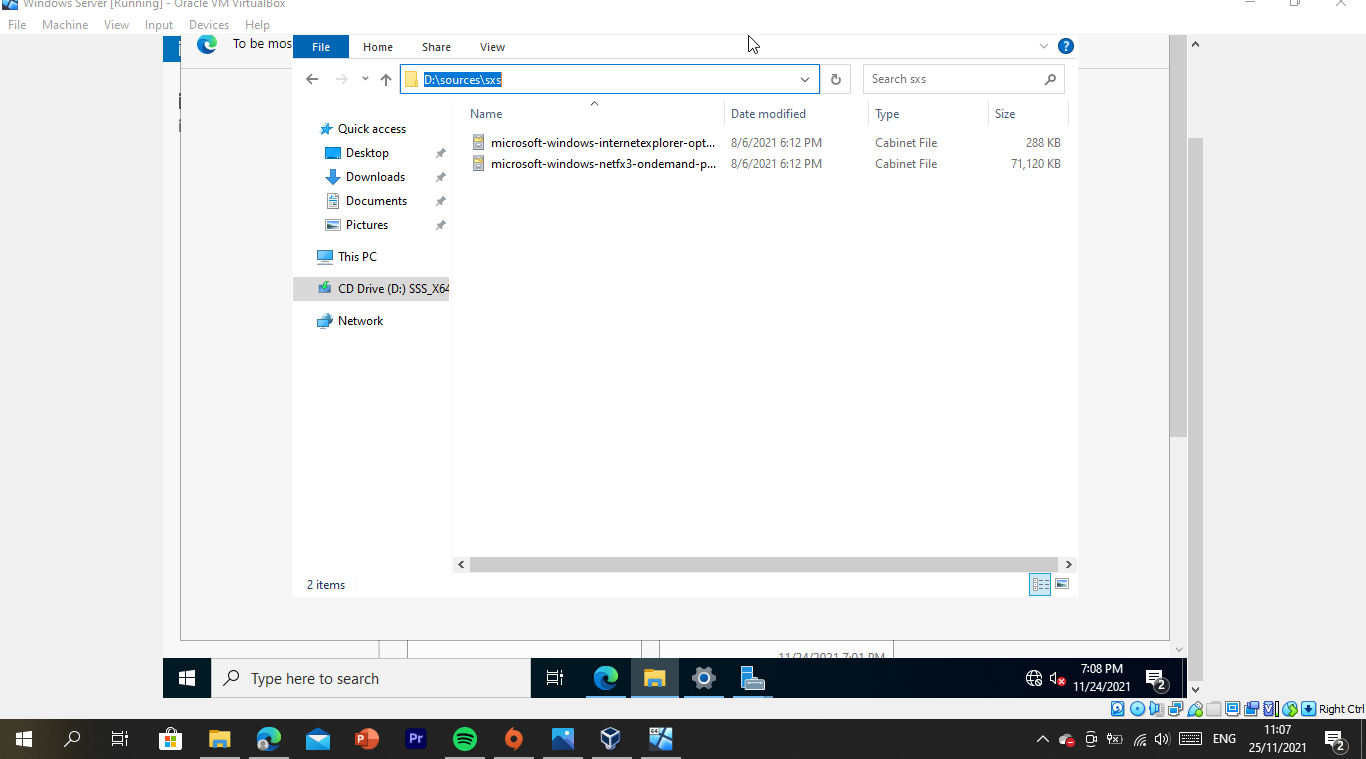 Windows Server [Running] - Oracle VM VirtualBox
File Machine View Input Devices Help
To be mos
File Home Share View
D:\sources\sxs
Search sxs
Name Date modified Type Size
Quick access
Desktop
Downloads
Documents
Pictures
This PC
CD Drive (D:) SSS_X64
Network
microsoft-windows-internetexplorer-opt... 8/6/2021 6:12 PM Cabinet File 288 KB
microsoft-windows-netfx3-ondemand-p... 8/6/2021 6:12 PM Cabinet File 71,120 KB
2 items
11/24/2021 7:01 PM
Type here to search
7:08 PM
11/24/2021
2
Right Ctrl
Pr
64
ENG
11:07
25/11/2021
2